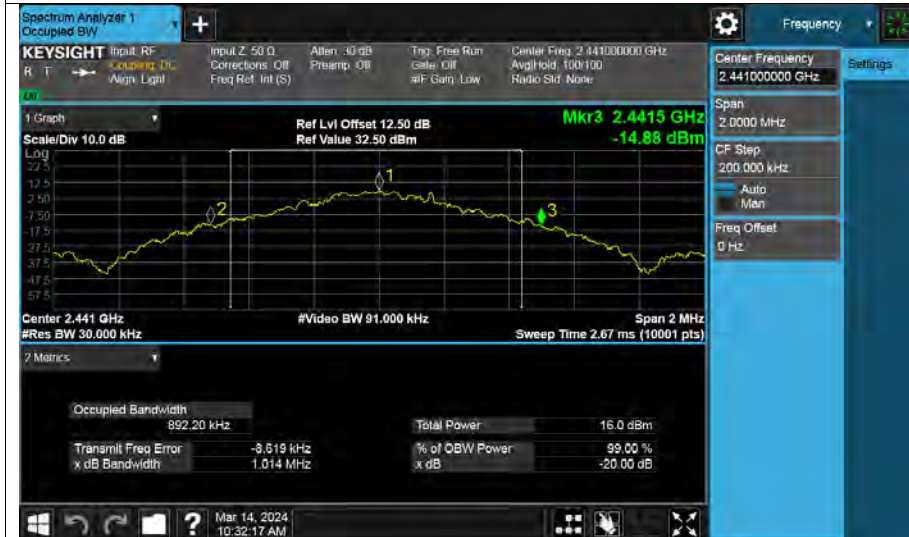 Spectrum Analyzer 1
Occupied BW
+
Frequency
KEYSIGHT Input: RF
R T
Coupling: DC
Align: Light
Input Z: 50 Ω
Corrections: Off
Freq Ref: Int (S)
Atten: 30 dB
Preamp: Off
Trig: Free Run
Gate: Off
#IF Gain: Low
Center Freq: 2.441000000 GHz
Avg|Hold: 100/100
Radio Std: None
Center Frequency
2.441000000 GHz
Settings
Span
2.0000 MHz
CF Step
200.000 kHz
Auto
Man
Freq Offset
0 Hz
1 Graph
Scale/Div 10.0 dB
Ref Lvl Offset 12.50 dB
Ref Value 32.50 dBm
Mkr3 2.4415 GHz
-14.88 dBm
Log
22.5
12.5
2.50
-7.50
-17.5
-27.5
-37.5
-47.5
-57.5
1
2
3
Center 2.441 GHz
#Res BW 30.000 kHz
#Video BW 91.000 kHz
Span 2 MHz
Sweep Time 2.67 ms (10001 pts)
2 Metrics
Occupied Bandwidth
892.20 kHz
Total Power 16.0 dBm
Transmit Freq Error -8.619 kHz
% of OBW Power 99.00 %
x dB Bandwidth 1.014 MHz
x dB -20.00 dB
?
Mar 14, 2024
10:32:17 AM